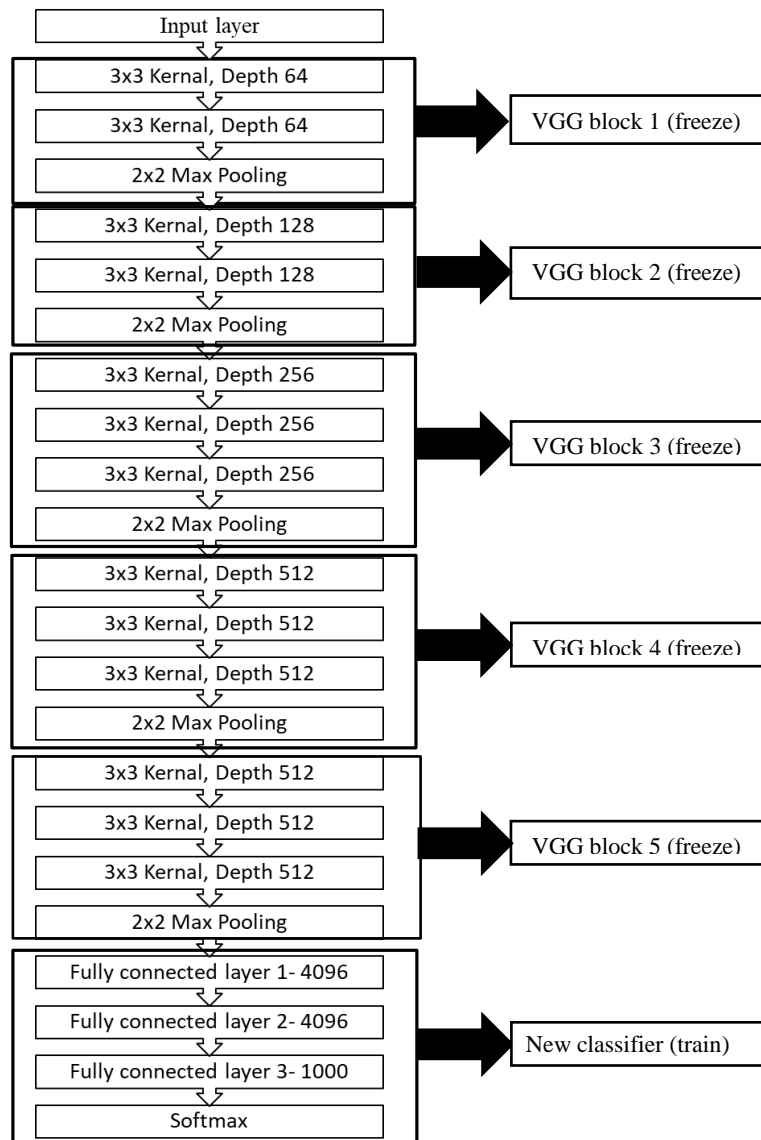 Input layer
3x3 Kernal, Depth 64
3x3 Kernal, Depth 64
2x2 Max Pooling
VGG block 1 (freeze)
3x3 Kernal, Depth 128
3x3 Kernal, Depth 128
2x2 Max Pooling
VGG block 2 (freeze)
3x3 Kernal, Depth 256
3x3 Kernal, Depth 256
3x3 Kernal, Depth 256
2x2 Max Pooling
VGG block 3 (freeze)
3x3 Kernal, Depth 512
3x3 Kernal, Depth 512
3x3 Kernal, Depth 512
2x2 Max Pooling
VGG block 4 (freeze)
3x3 Kernal, Depth 512
3x3 Kernal, Depth 512
3x3 Kernal, Depth 512
2x2 Max Pooling
VGG block 5 (freeze)
Fully connected layer 1- 4096
Fully connected layer 2- 4096
Fully connected layer 3- 1000
Softmax
New classifier (train)